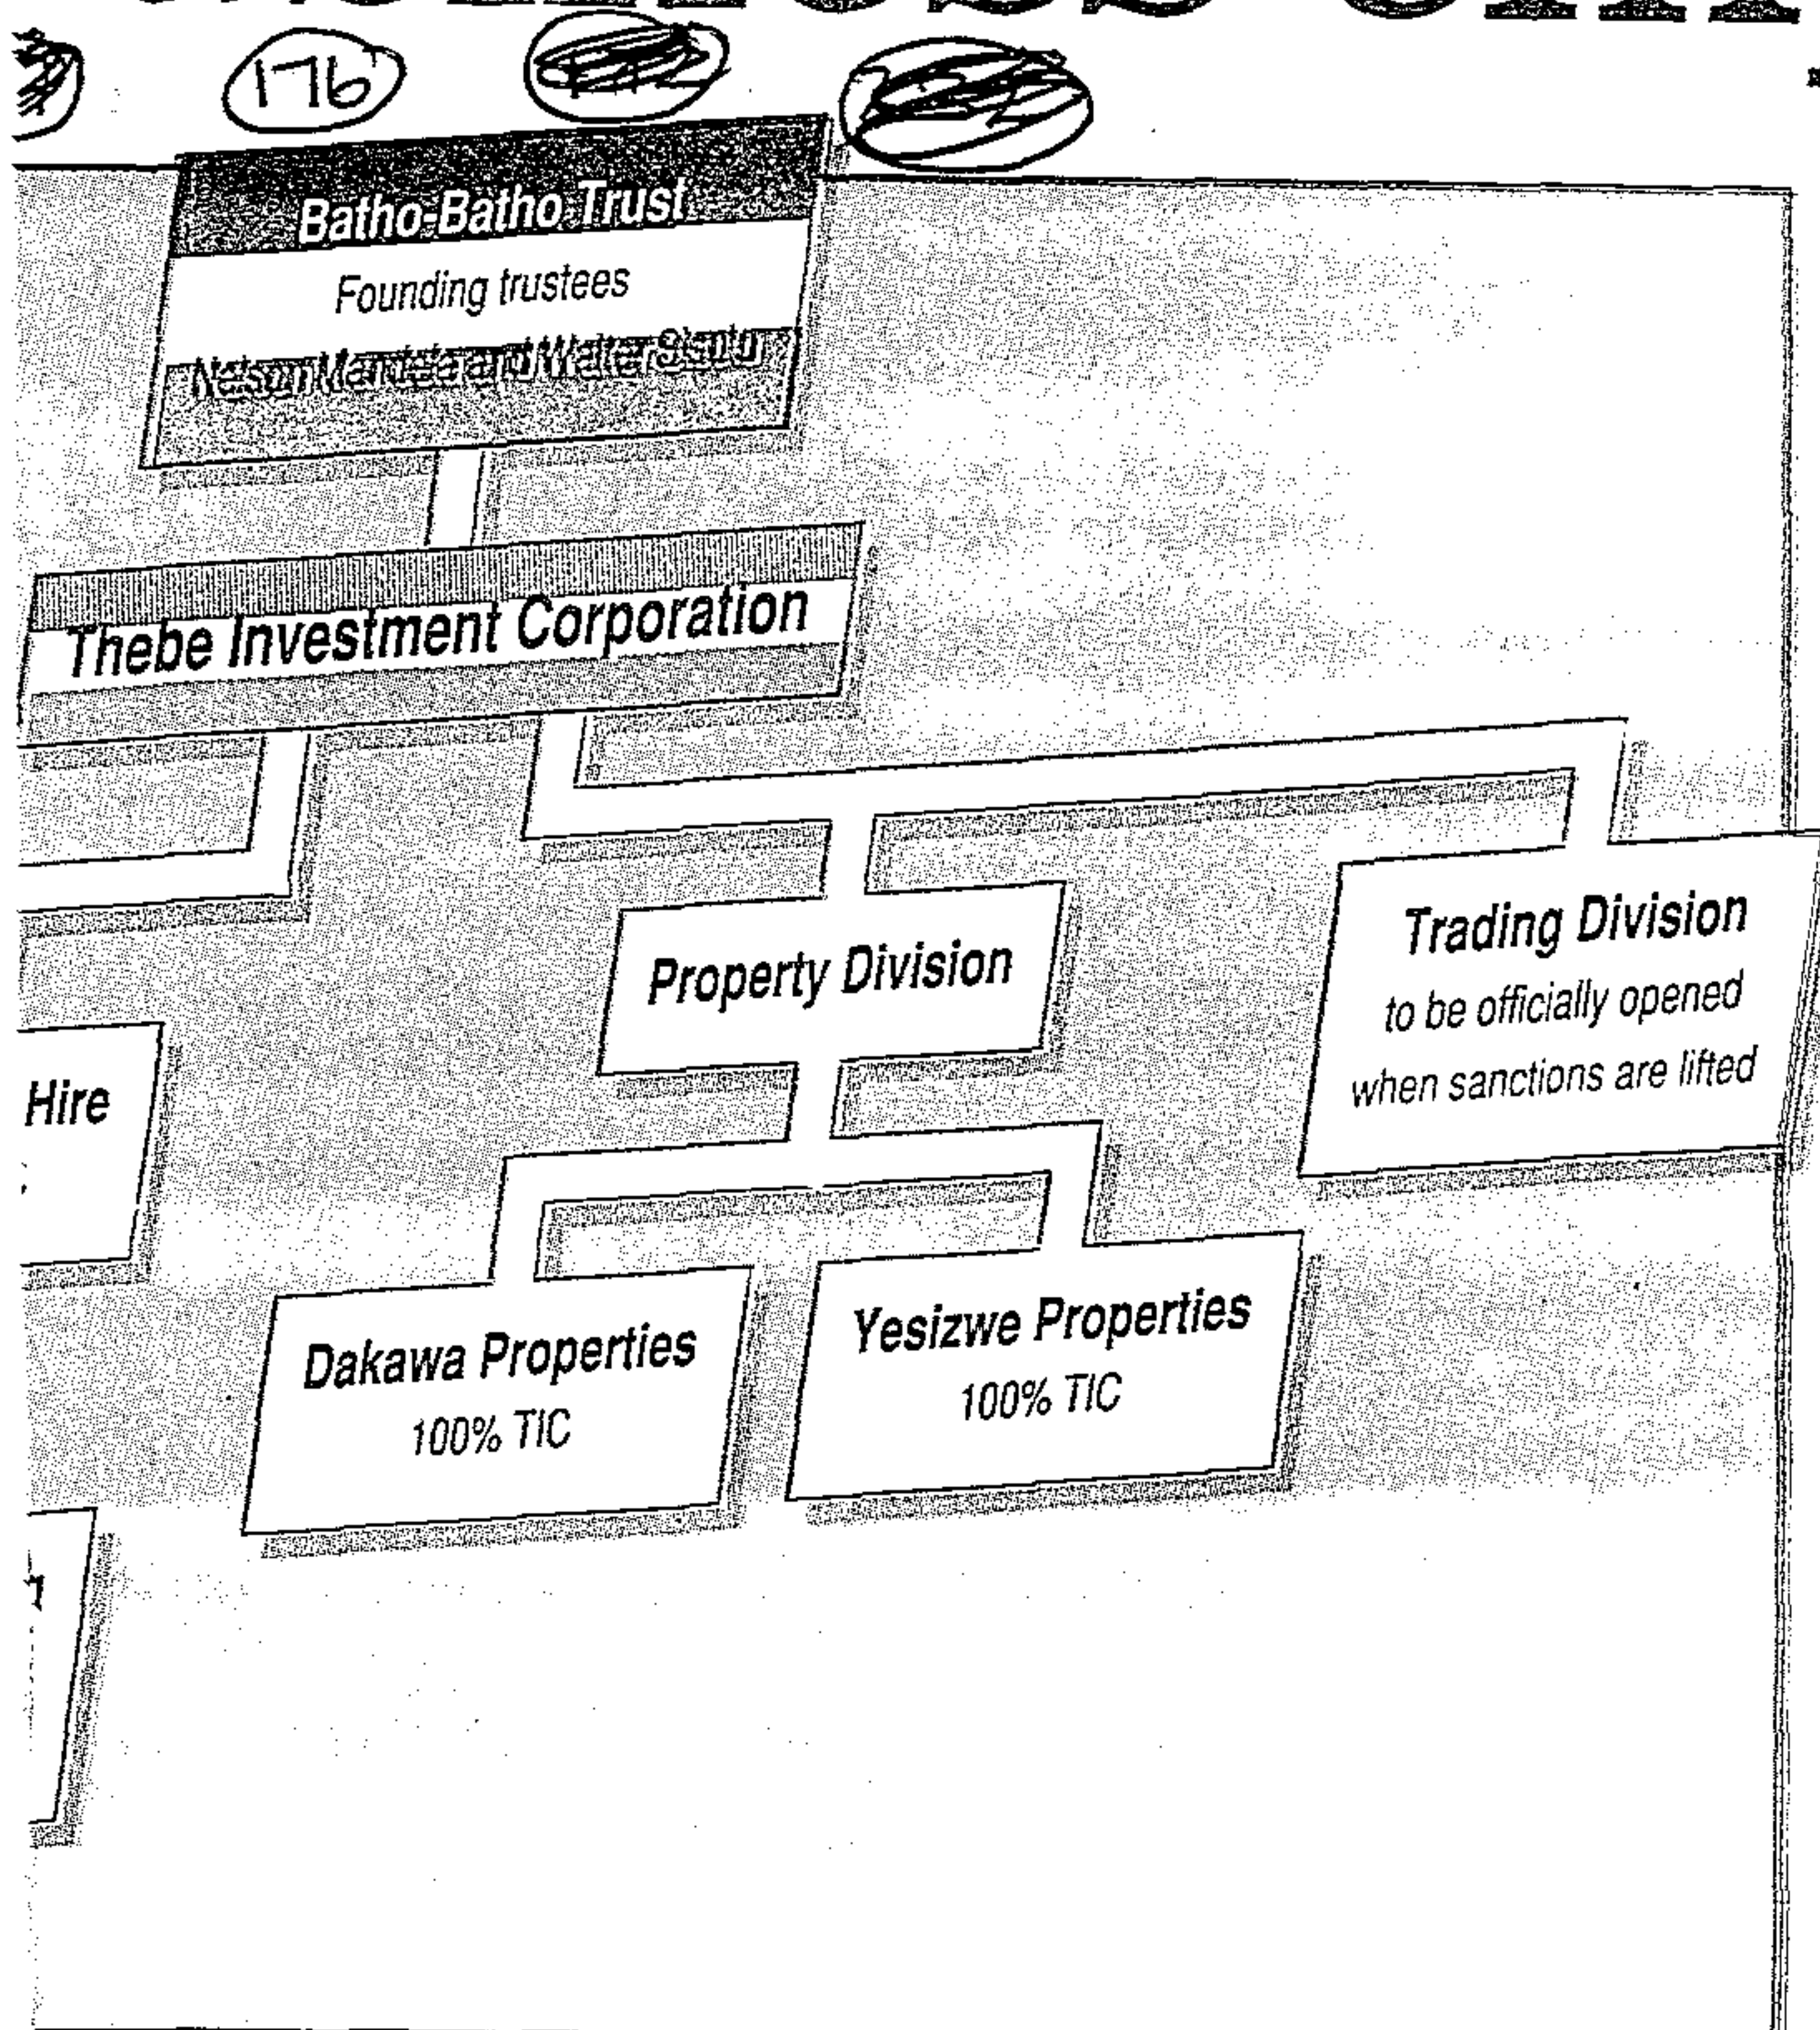 176
Batho-Batho Trust
Founding trustees
Nelson Mandela and Walter Sisulu
Thebe Investment Corporation
Property Division
Trading Division
to be officially opened
when sanctions are lifted
Hire
Dakawa Properties
100% TIC
Yesizwe Properties
100% TIC